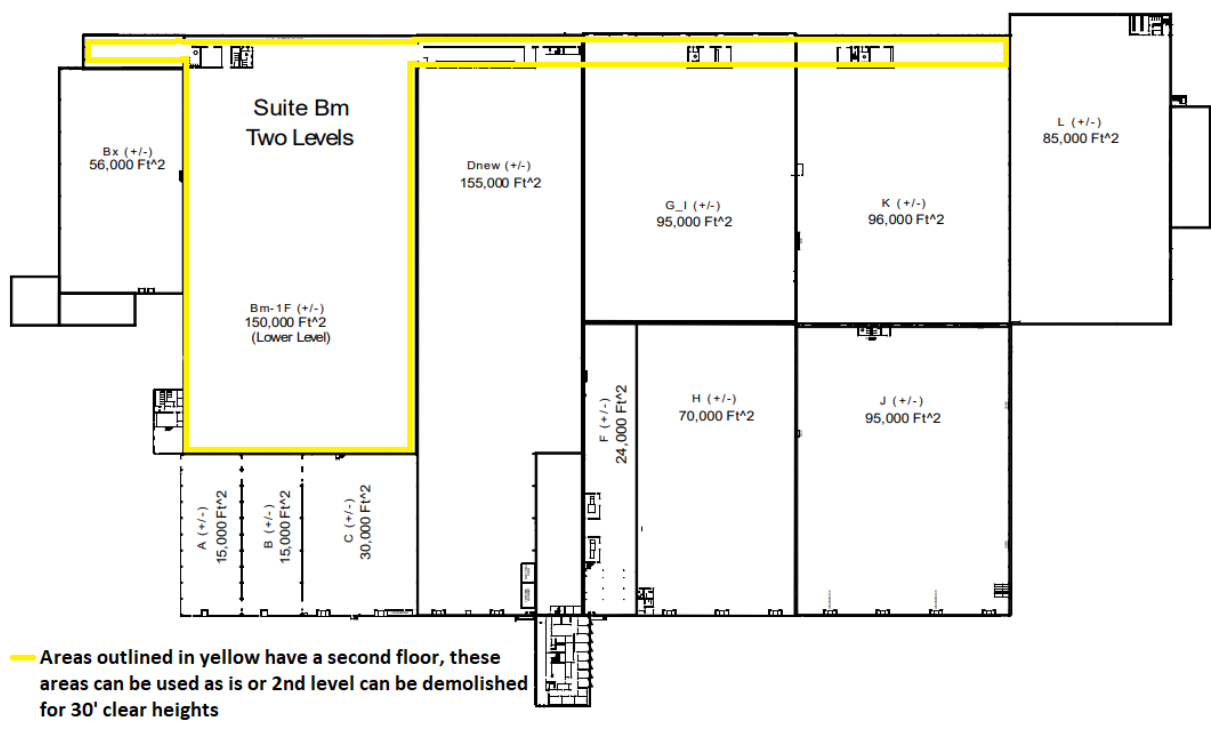 Suite Bm
Two Levels
Bx (+/-)
56,000 Ft^2
Dnew (+/-)
155,000 Ft^2
G_I (+/-)
95,000 Ft^2
K (+/-)
96,000 Ft^2
L (+/-)
85,000 Ft^2
Bm-1F (+/-)
150,000 Ft^2
(Lower Level)
A (+/-)
15,000 Ft^2
B (+/-)
15,000 Ft^2
C (+/-)
30,000 Ft^2
F (+/-)
24,000 Ft^2
H (+/-)
70,000 Ft^2
J (+/-)
95,000 Ft^2
Areas outlined in yellow have a second floor, these
areas can be used as is or 2nd level can be demolished
for 30' clear heights